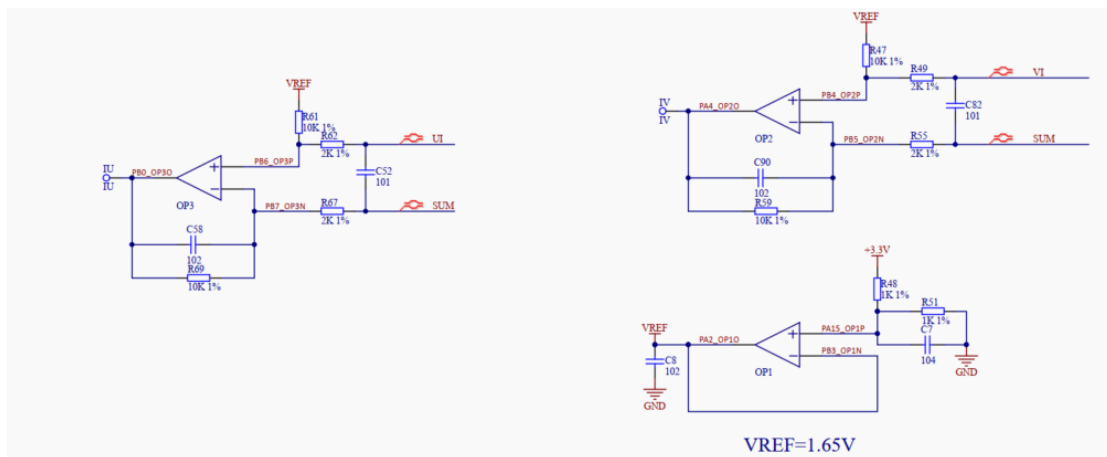 VREF
R61
10K 1%
R62
2K 1%
UI
PB6_OP3P
C52
101
IU
IU
PB0_OP3O
OP3
PB7_OP3N
R67
2K 1%
SUM
C58
102
R69
10K 1%
VREF
R47
10K 1%
R49
2K 1%
VI
PB4_OP2P
C82
101
IV
IV
PA4_OP2O
OP2
PB5_OP2N
R55
2K 1%
SUM
C90
102
R59
10K 1%
+3.3V
R48
1K 1%
R51
1K 1%
VREF
PA2_OP1O
PA15_OP1P
C7
104
PB3_OP1N
C8
102
OP1
GND
GND
VREF=1.65V